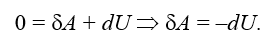 0 = δA + dU ⇒ δA = –dU.